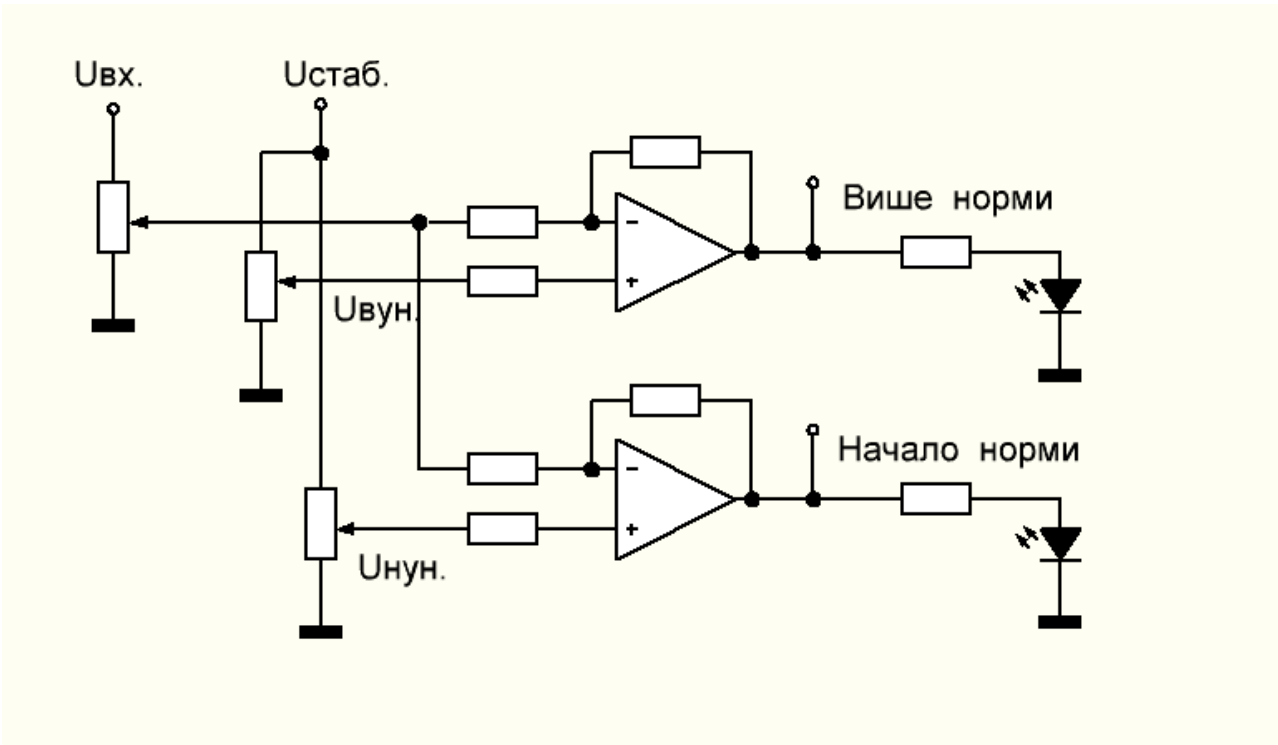 Uвх.
Uстаб.
Више норми
Uвун.
Начало норми
Uнун.